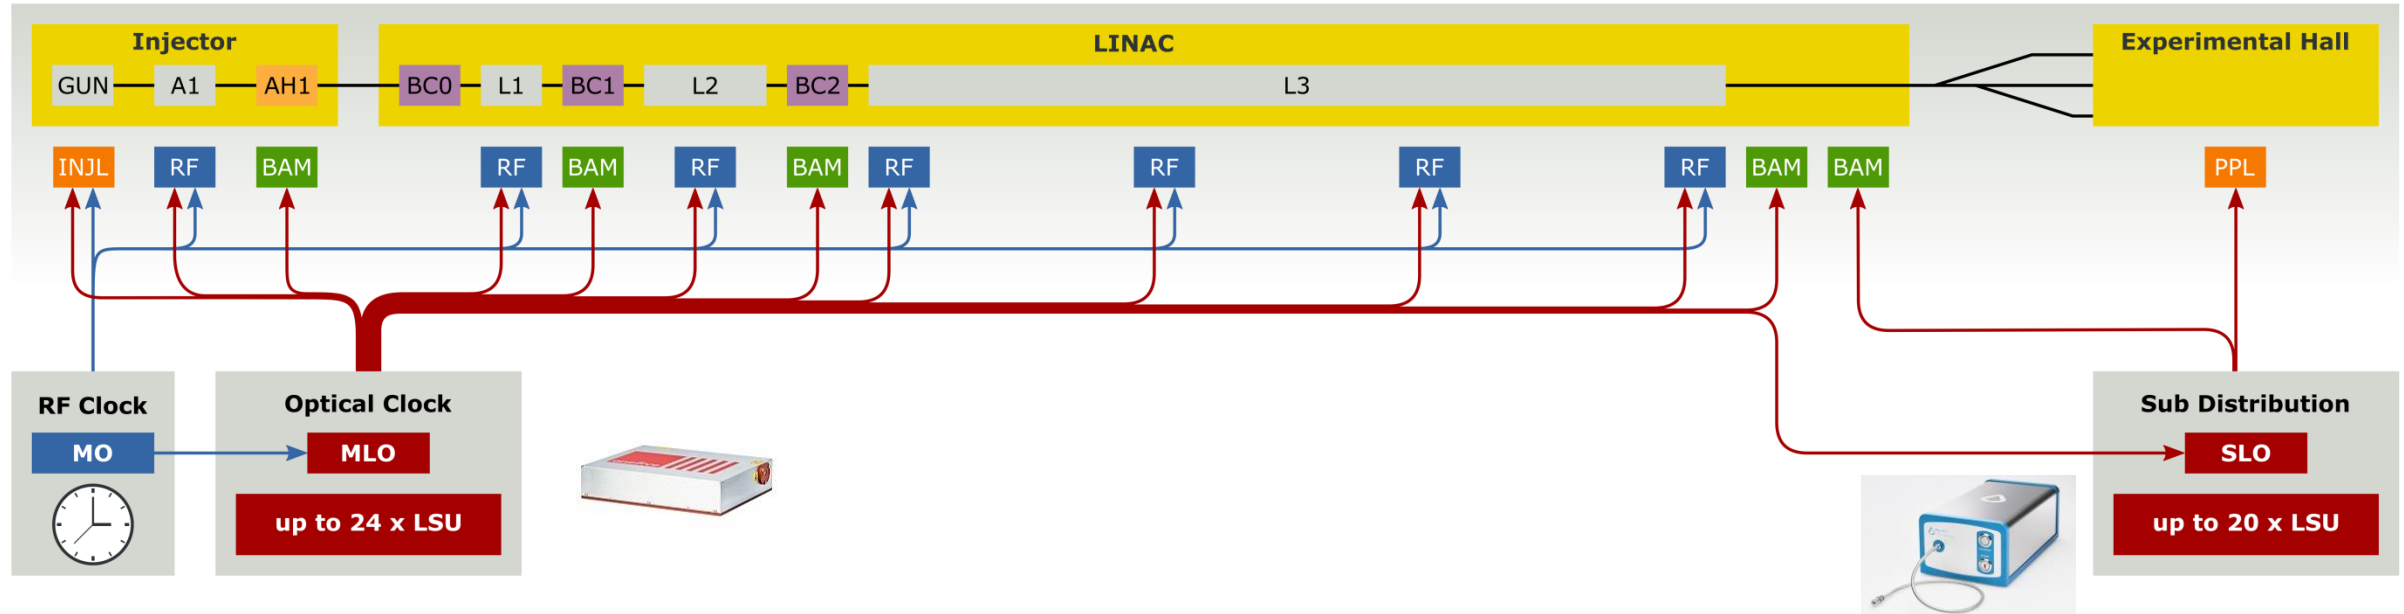 Injector
LINAC
Experimental Hall
GUN
A1
AH1
BC0
L1
BC1
L2
BC2
L3
INJL
RF
BAM
RF
BAM
RF
BAM
RF
RF
RF
RF
BAM
BAM
PPL
RF Clock
MO
Optical Clock
MLO
up to 24 x LSU
Sub Distribution
SLO
up to 20 x LSU